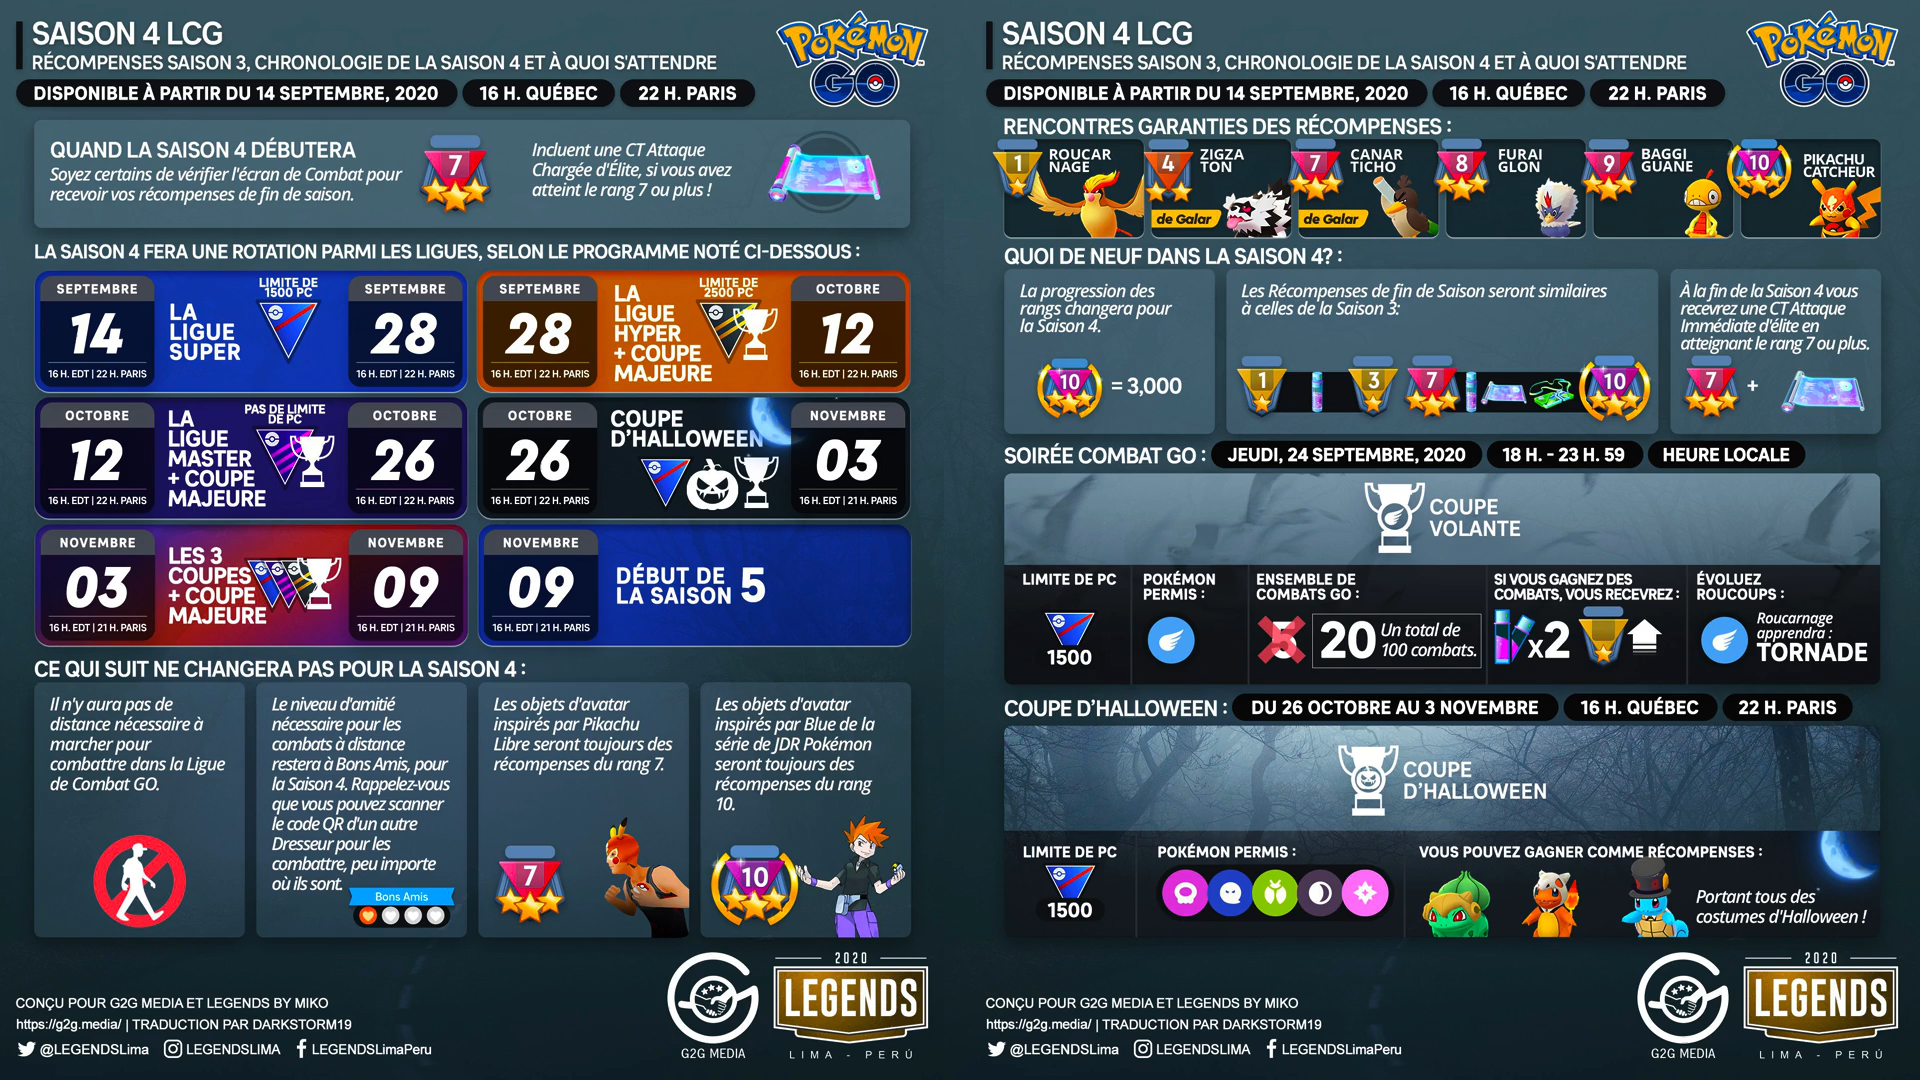 SAISON 4 LCG
RÉCOMPENSES SAISON 3, CHRONOLOGIE DE LA SAISON 4 ET À QUOI S'ATTENDRE
DISPONIBLE À PARTIR DU 14 SEPTEMBRE, 2020
16 H. QUÉBEC
22 H. PARIS
POKÉMON
GO
QUAND LA SAISON 4 DÉBUTERA
Soyez certains de vérifier l'écran de Combat pour
recevoir vos récompenses de fin de saison.
7
Incluent une CT Attaque
Chargée d'Élite, si vous avez
atteint le rang 7 ou plus !
LA SAISON 4 FERA UNE ROTATION PARMI LES LIGUES, SELON LE PROGRAMME NOTÉ CI-DESSOUS :
SEPTEMBRE
14
16 H. EDT | 22 H. PARIS
LA
LIGUE
SUPER
LIMITE DE
1500 PC
SEPTEMBRE
28
16 H. EDT | 22 H. PARIS
SEPTEMBRE
28
16 H. EDT | 22 H. PARIS
LA
LIGUE
HYPER
+ COUPE
MAJEURE
LIMITE DE
2500 PC
OCTOBRE
12
16 H. EDT | 22 H. PARIS
OCTOBRE
12
16 H. EDT | 22 H. PARIS
LA
LIGUE
MASTER
+ COUPE
MAJEURE
PAS DE LIMITE
DE PC
OCTOBRE
26
16 H. EDT | 22 H. PARIS
OCTOBRE
26
16 H. EDT | 22 H. PARIS
COUPE
D'HALLOWEEN
NOVEMBRE
03
16 H. EDT | 21 H. PARIS
NOVEMBRE
03
16 H. EDT | 21 H. PARIS
LES 3
COUPES
+ COUPE
MAJEURE
NOVEMBRE
09
16 H. EDT | 21 H. PARIS
NOVEMBRE
09
16 H. EDT | 21 H. PARIS
DÉBUT DE
LA SAISON 5
CE QUI SUIT NE CHANGERA PAS POUR LA SAISON 4 :
Il n'y aura pas de
distance nécessaire à
marcher pour
combattre dans la Ligue
de Combat GO.
Le niveau d'amitié
nécessaire pour les
combats à distance
restera à Bons Amis, pour
la Saison 4. Rappelez-vous
que vous pouvez scanner
le code QR d'un autre
Dresseur pour les
combattre, peu importe
où ils sont.
Bons Amis
Les objets d'avatar
inspirés par Pikachu
Libre seront toujours des
récompenses du rang 7.
7
Les objets d'avatar
inspirés par Blue de la
série de JDR Pokémon
seront toujours des
récompenses du rang
10.
10
CONÇU POUR G2G MEDIA ET LEGENDS BY MIKO
https://g2g.media/ | TRADUCTION PAR DARKSTORM19
@LEGENDSLima
LEGENDSLIMA
LEGENDSLimaPeru
G2G MEDIA
2020
LEGENDS
LIMA - PERÚ
SAISON 4 LCG
RÉCOMPENSES SAISON 3, CHRONOLOGIE DE LA SAISON 4 ET À QUOI S'ATTENDRE
DISPONIBLE À PARTIR DU 14 SEPTEMBRE, 2020
16 H. QUÉBEC
22 H. PARIS
POKÉMON
GO
RENCONTRES GARANTIES DES RÉCOMPENSES :
1
ROUCAR
NAGE
4
ZIGZA
TON
de Galar
7
CANAR
TICHO
de Galar
8
FURAI
GLON
9
BAGGI
GUANE
10
PIKACHU
CATCHEUR
QUOI DE NEUF DANS LA SAISON 4? :
La progression des
rangs changera pour
la Saison 4.
10
= 3,000
Les Récompenses de fin de Saison seront similaires
à celles de la Saison 3:
1
3
7
10
À la fin de la Saison 4 vous
recevrez une CT Attaque
Immédiate d'élite en
atteignant le rang 7 ou plus.
7
+
SOIRÉE COMBAT GO :
JEUDI, 24 SEPTEMBRE, 2020
18 H. - 23 H. 59
HEURE LOCALE
COUPE
VOLANTE
LIMITE DE PC
1500
POKÉMON
PERMIS :
ENSEMBLE DE
COMBATS GO :
5
20
Un total de
100 combats.
SI VOUS GAGNEZ DES
COMBATS, VOUS RECEVREZ :
x2
ÉVOLUEZ
ROUCOUPS :
Roucarnage
apprendra :
TORNADE
COUPE D'HALLOWEEN :
DU 26 OCTOBRE AU 3 NOVEMBRE
16 H. QUÉBEC
22 H. PARIS
COUPE
D'HALLOWEEN
LIMITE DE PC
1500
POKÉMON PERMIS :
VOUS POUVEZ GAGNER COMME RÉCOMPENSES :
Portant tous des
costumes d'Halloween !
CONÇU POUR G2G MEDIA ET LEGENDS BY MIKO
https://g2g.media/ | TRADUCTION PAR DARKSTORM19
@LEGENDSLima
LEGENDSLIMA
LEGENDSLimaPeru
G2G MEDIA
2020
LEGENDS
LIMA - PERÚ